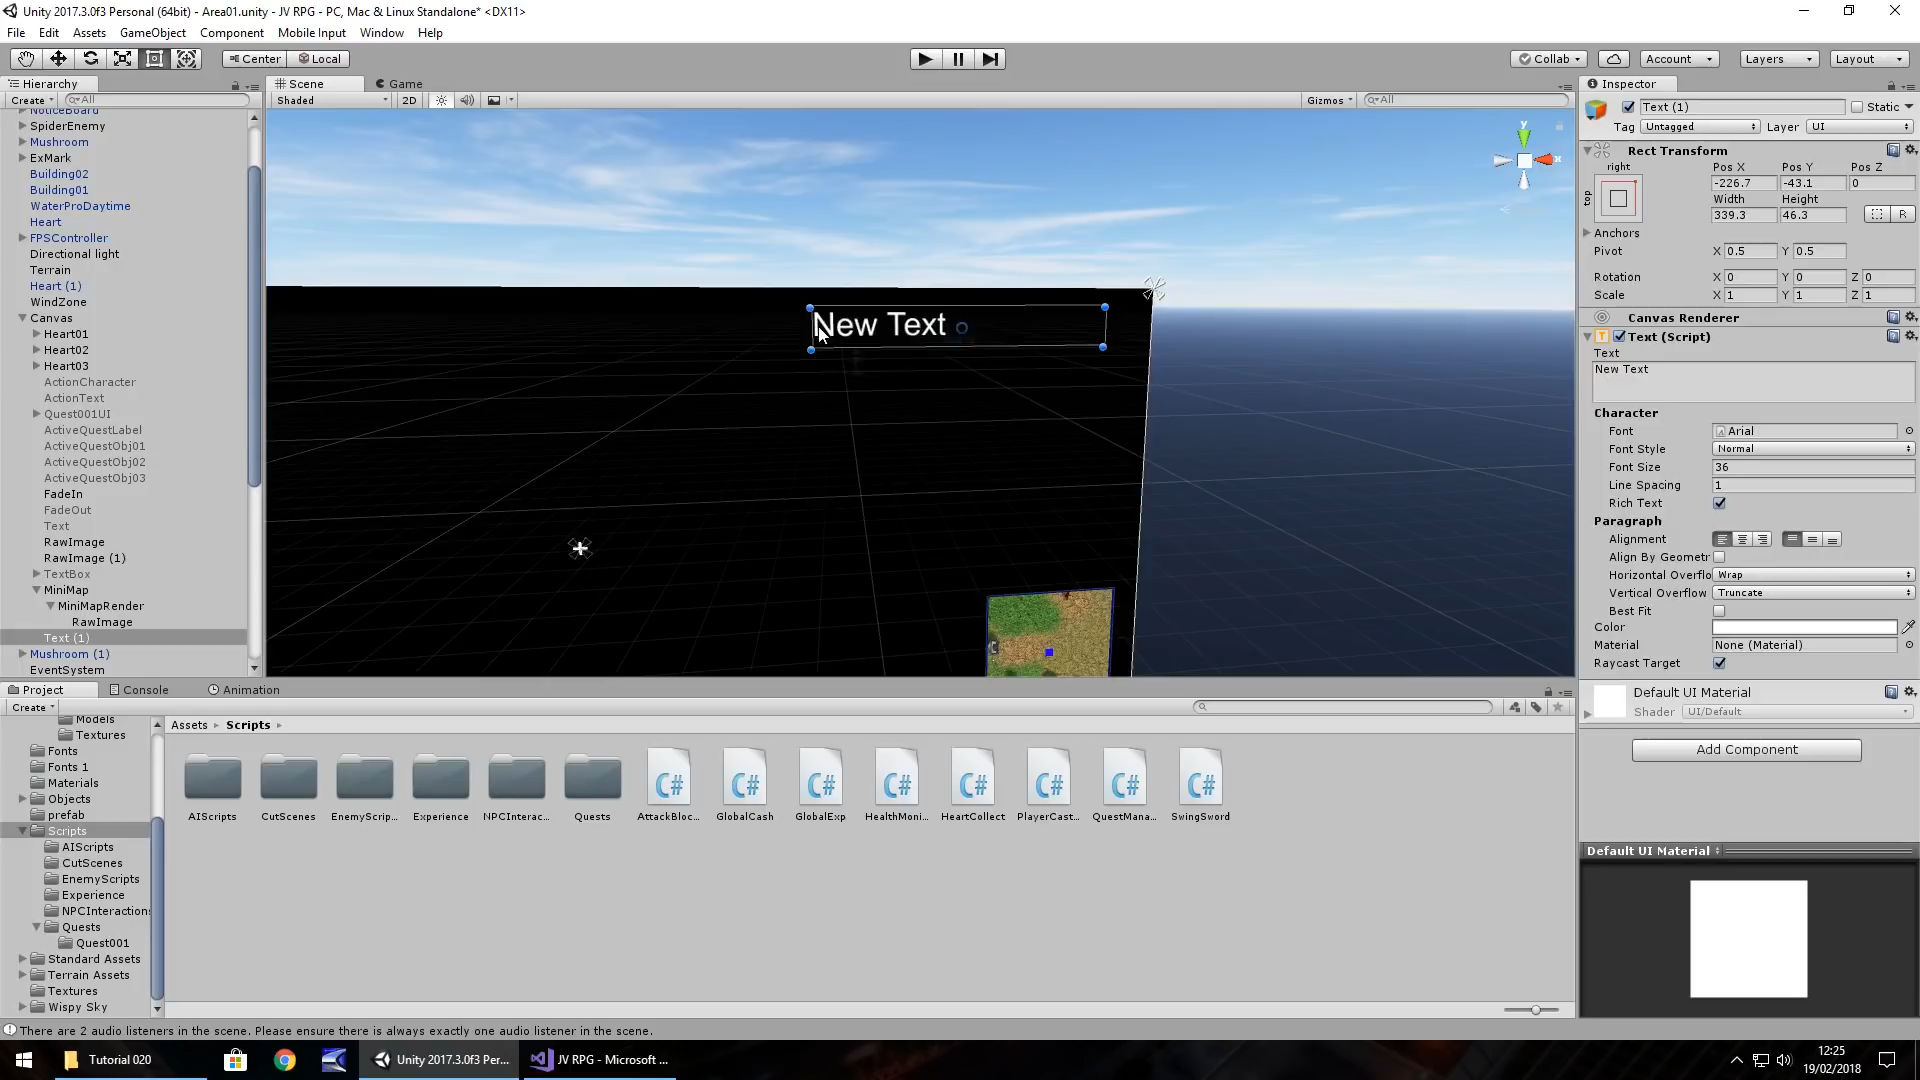 Unity 2017.3.0f3 Personal (64bit) - Area01.unity - JV RPG - PC, Mac & Linux Standalone* <DX11>
File Edit Assets GameObject Component Mobile Input Window Help
Center Local
Collab Account Layers Layout
Hierarchy
Create All
NoticeBoard
SpiderEnemy
Mushroom
ExMark
Building02
Building01
WaterProDaytime
Heart
FPSController
Directional light
Terrain
Heart (1)
WindZone
Canvas
Heart01
Heart02
Heart03
ActionCharacter
ActionText
Quest001UI
ActiveQuestLabel
ActiveQuestObj01
ActiveQuestObj02
ActiveQuestObj03
FadeIn
FadeOut
Text
RawImage
RawImage (1)
TextBox
MiniMap
MiniMapRender
RawImage
Text (1)
Mushroom (1)
EventSystem
Scene Game
Shaded 2D Gizmos All
y
x
New Text
Inspector
Text (1) Static
Tag Untagged Layer UI
Rect Transform
right Pos X Pos Y Pos Z
top -226.7 -43.1 0
Width Height
339.3 46.3 R
Anchors
Pivot X 0.5 Y 0.5
Rotation X 0 Y 0 Z 0
Scale X 1 Y 1 Z 1
Canvas Renderer
Text (Script)
Text
New Text
Character
Font Arial
Font Style Normal
Font Size 36
Line Spacing 1
Rich Text
Paragraph
Alignment
Align By Geometr
Horizontal Overflo Wrap
Vertical Overflow Truncate
Best Fit
Color
Material None (Material)
Raycast Target
Default UI Material
Shader UI/Default
Add Component
Default UI Material
Project Console Animation
Create
Models
Textures
Fonts
Fonts 1
Materials
Objects
prefab
Scripts
AIScripts
CutScenes
EnemyScripts
Experience
NPCInteractions
Quests
Quest001
Standard Assets
Terrain Assets
Textures
Wispy Sky
Assets Scripts
C# C# C# C# C# C# C# C#
AIScripts CutScenes EnemyScrip... Experience NPCInterac... Quests AttackBloc... GlobalCash GlobalExp HealthMoni... HeartCollect PlayerCast... QuestMana... SwingSword
There are 2 audio listeners in the scene. Please ensure there is always exactly one audio listener in the scene.
Tutorial 020 Unity 2017.3.0f3 Per... JV RPG - Microsoft ...
12:25
19/02/2018